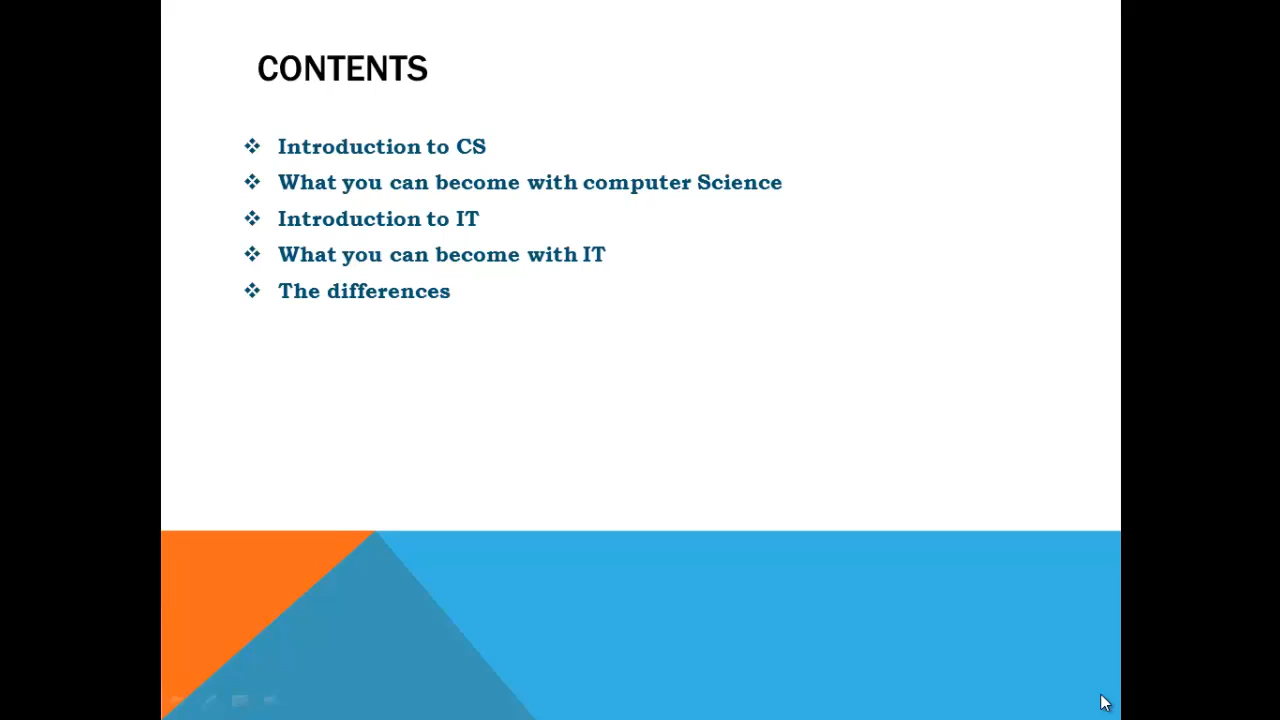 CONTENTS
❖ Introduction to CS
❖ What you can become with computer Science
❖ Introduction to IT
❖ What you can become with IT
❖ The differences